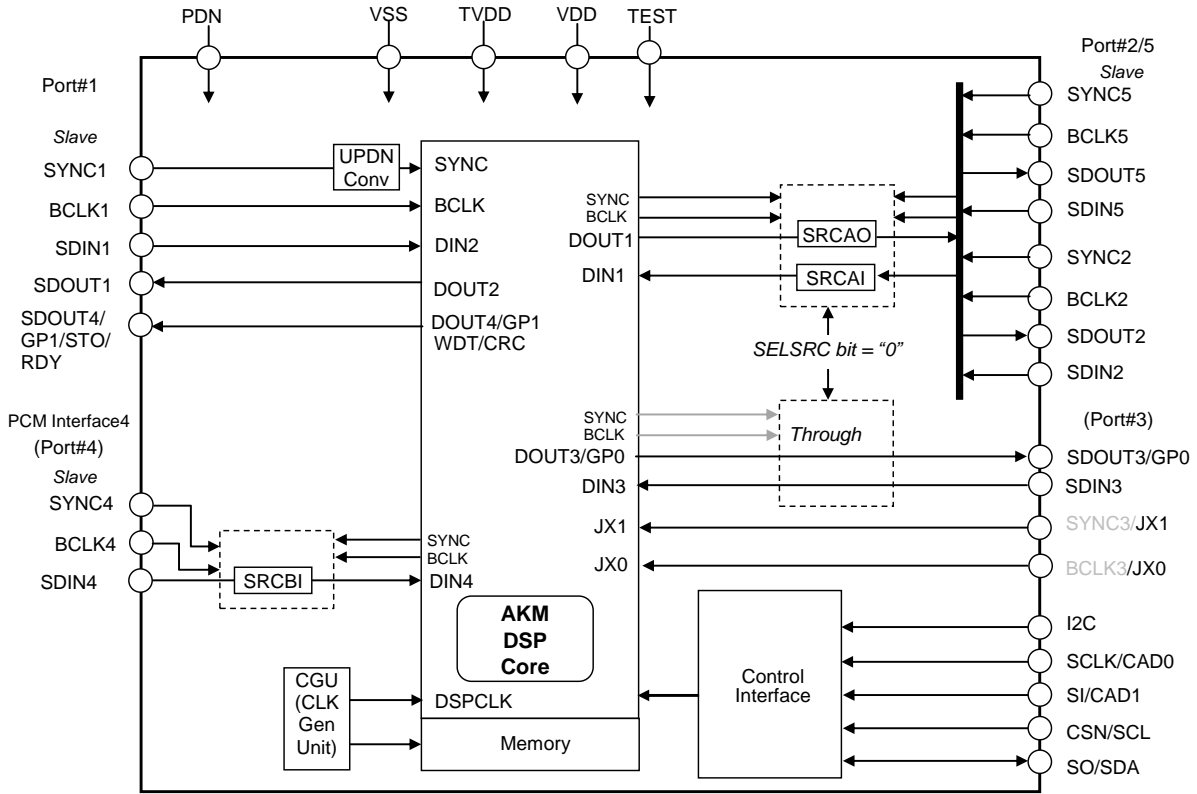 PDN
VSS
TVDD
VDD
TEST
Port#1
Slave
SYNC1
BCLK1
SDIN1
SDOUT1
SDOUT4/
GP1/STO/
RDY
PCM Interface4
(Port#4)
Slave
SYNC4
BCLK4
SDIN4
UPDN
Conv
SYNC
BCLK
DIN2
DOUT2
DOUT4/GP1
WDT/CRC
SYNC
BCLK
DIN4
SRCBI
AKM
DSP
Core
CGU
(CLK
Gen
Unit)
DSPCLK
Memory
SYNC
BCLK
DOUT1
DIN1
SRCAO
SRCAI
SELSRC bit = “0”
SYNC
BCLK
DOUT3/GP0
DIN3
JX1
JX0
Through
Control
Interface
Port#2/5
Slave
SYNC5
BCLK5
SDOUT5
SDIN5
SYNC2
BCLK2
SDOUT2
SDIN2
(Port#3)
SDOUT3/GP0
SDIN3
SYNC3/JX1
BCLK3/JX0
I2C
SCLK/CAD0
SI/CAD1
CSN/SCL
SO/SDA